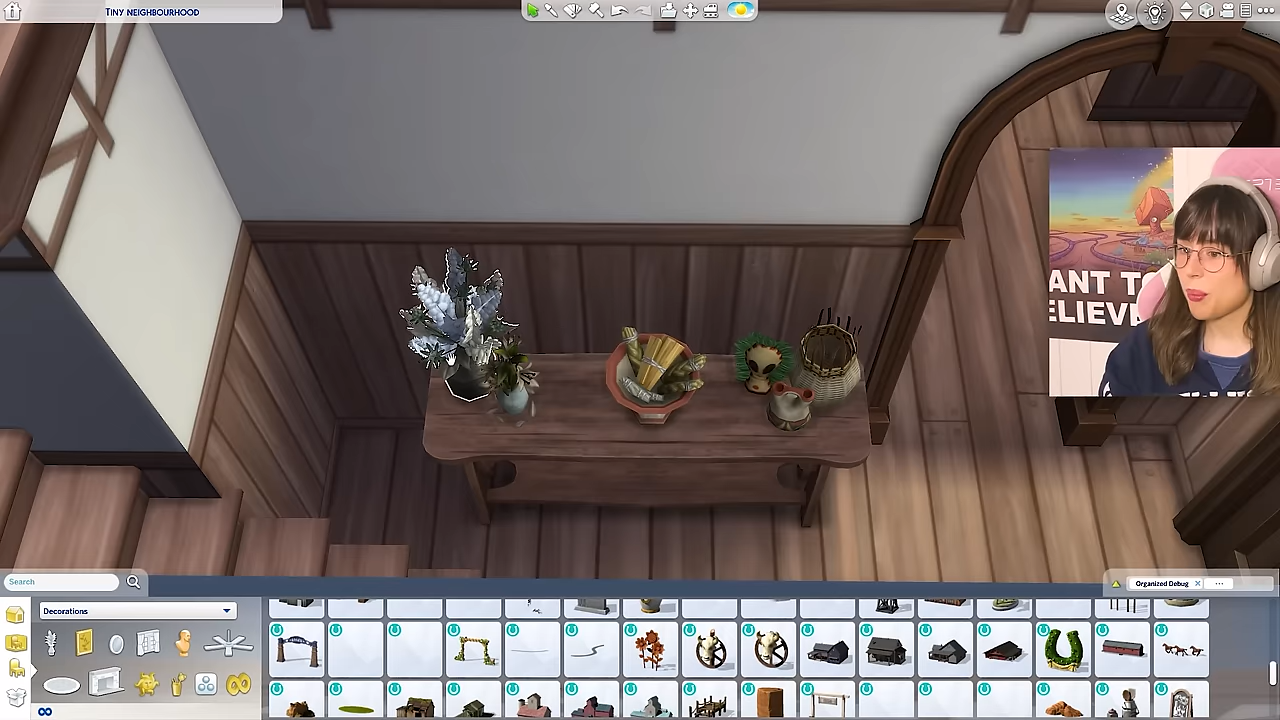 TINY NEIGHBOURHOOD
ANT TO
ELIEVE
Search
Organized Debug
Decorations